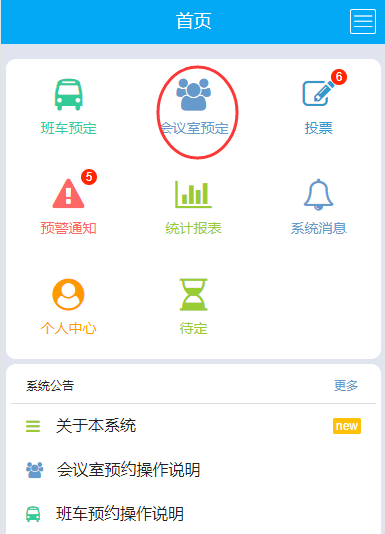 首页
班车预定 会议室预定 6 投票
5 预警通知 统计报表 系统消息
个人中心 待定
系统公告 更多
关于本系统 new
会议室预约操作说明
班车预约操作说明